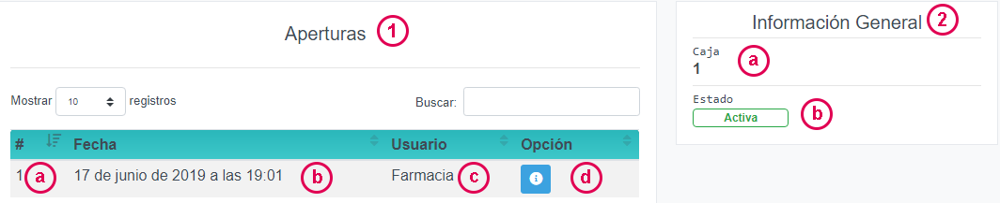 Aperturas 1
Mostrar 10 registros
Buscar:
# Fecha Usuario Opción
1 a 17 de junio de 2019 a las 19:01 b Farmacia c d
Información General 2
Caja
1 a
Estado
Activa b